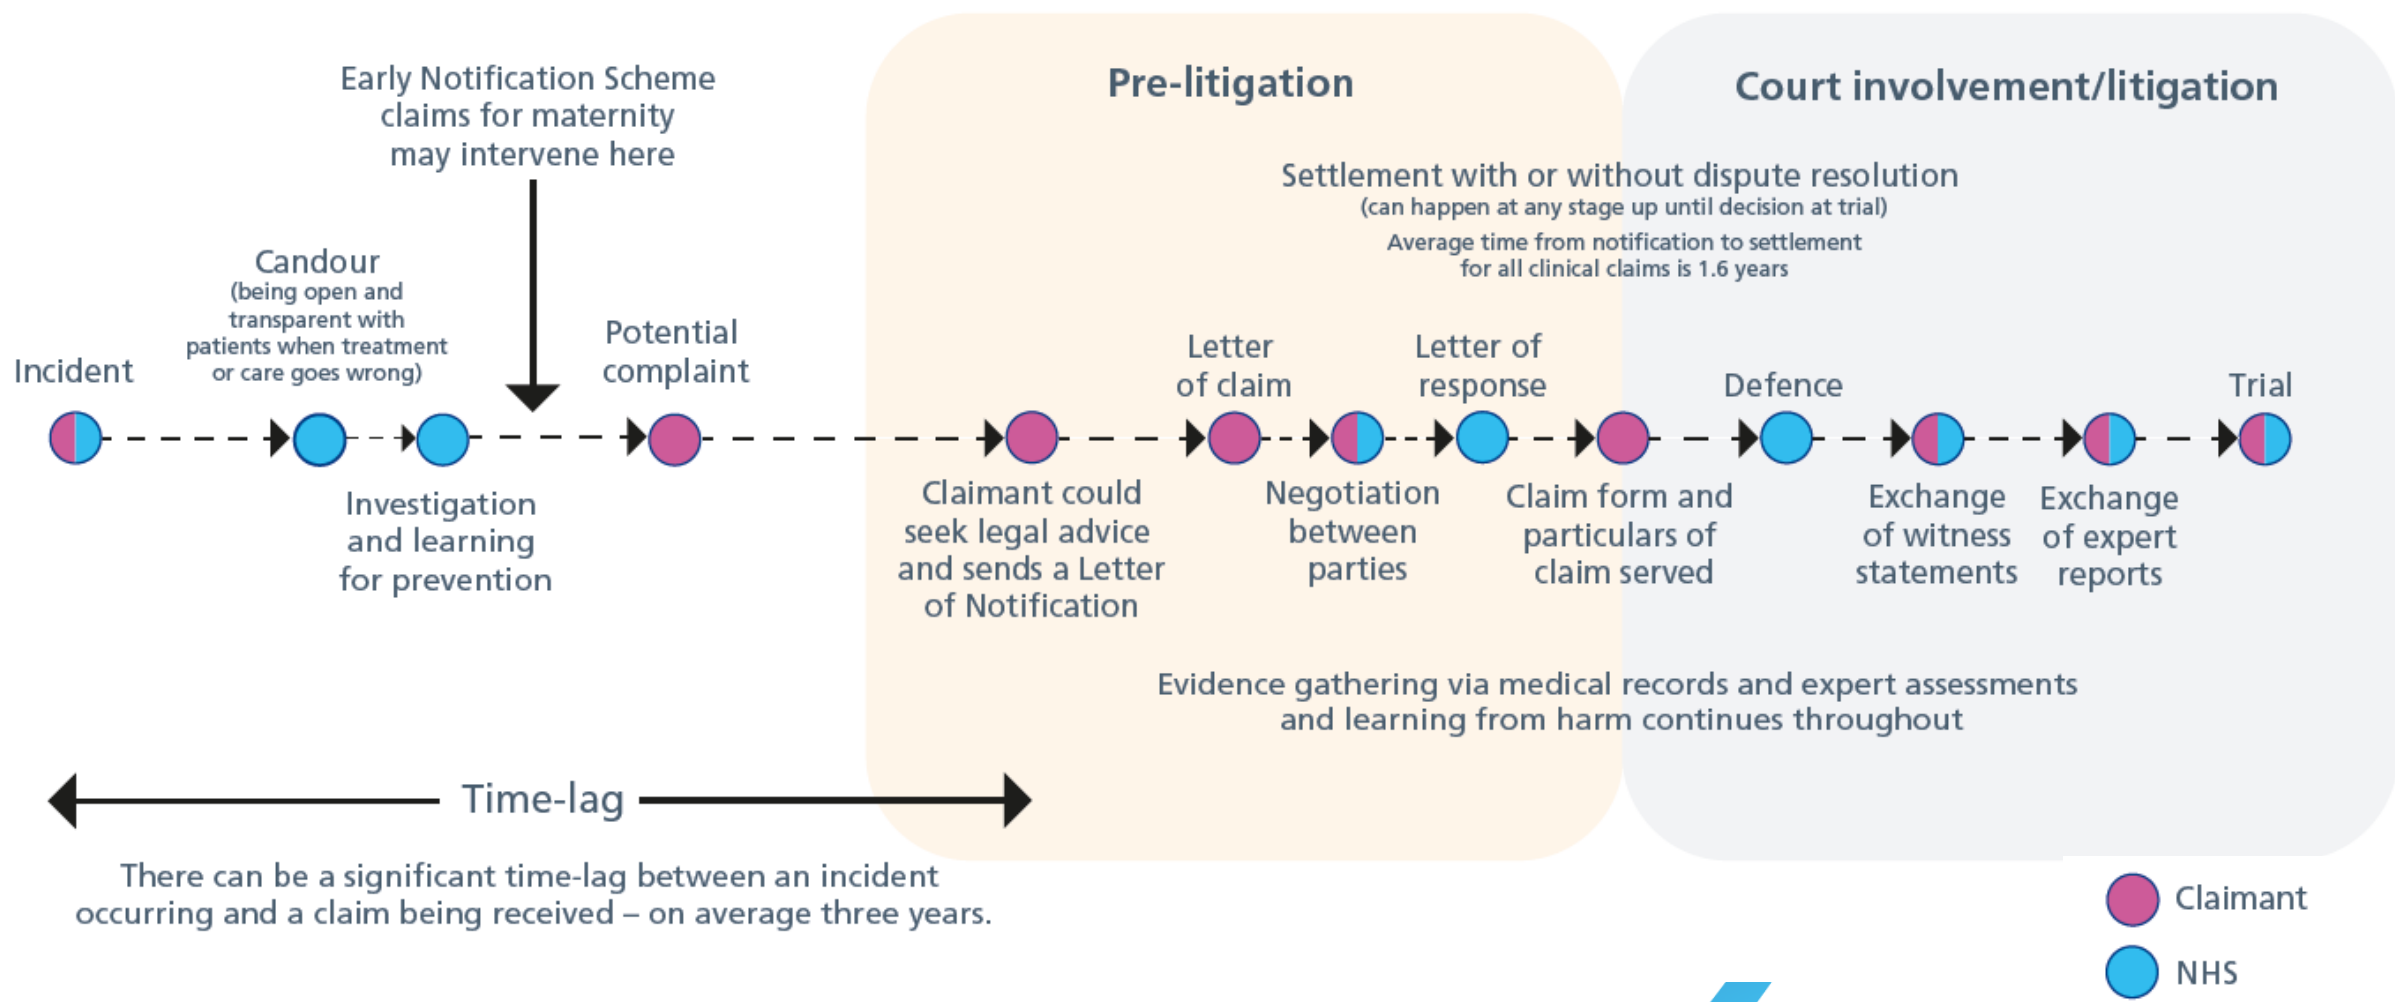 Early Notification Scheme
claims for maternity
may intervene here
Pre-litigation
Court involvement/litigation
Settlement with or without dispute resolution
(can happen at any stage up until decision at trial)
Average time from notification to settlement
for all clinical claims is 1.6 years
Incident
Candour
(being open and
transparent with
patients when treatment
or care goes wrong)
Investigation
and learning
for prevention
Potential
complaint
Claimant could
seek legal advice
and sends a Letter
of Notification
Letter
of claim
Negotiation
between
parties
Letter of
response
Claim form and
particulars of
claim served
Defence
Exchange
of witness
statements
Exchange
of expert
reports
Trial
Evidence gathering via medical records and expert assessments
and learning from harm continues throughout
Time-lag
There can be a significant time-lag between an incident
occurring and a claim being received – on average three years.
Claimant
NHS